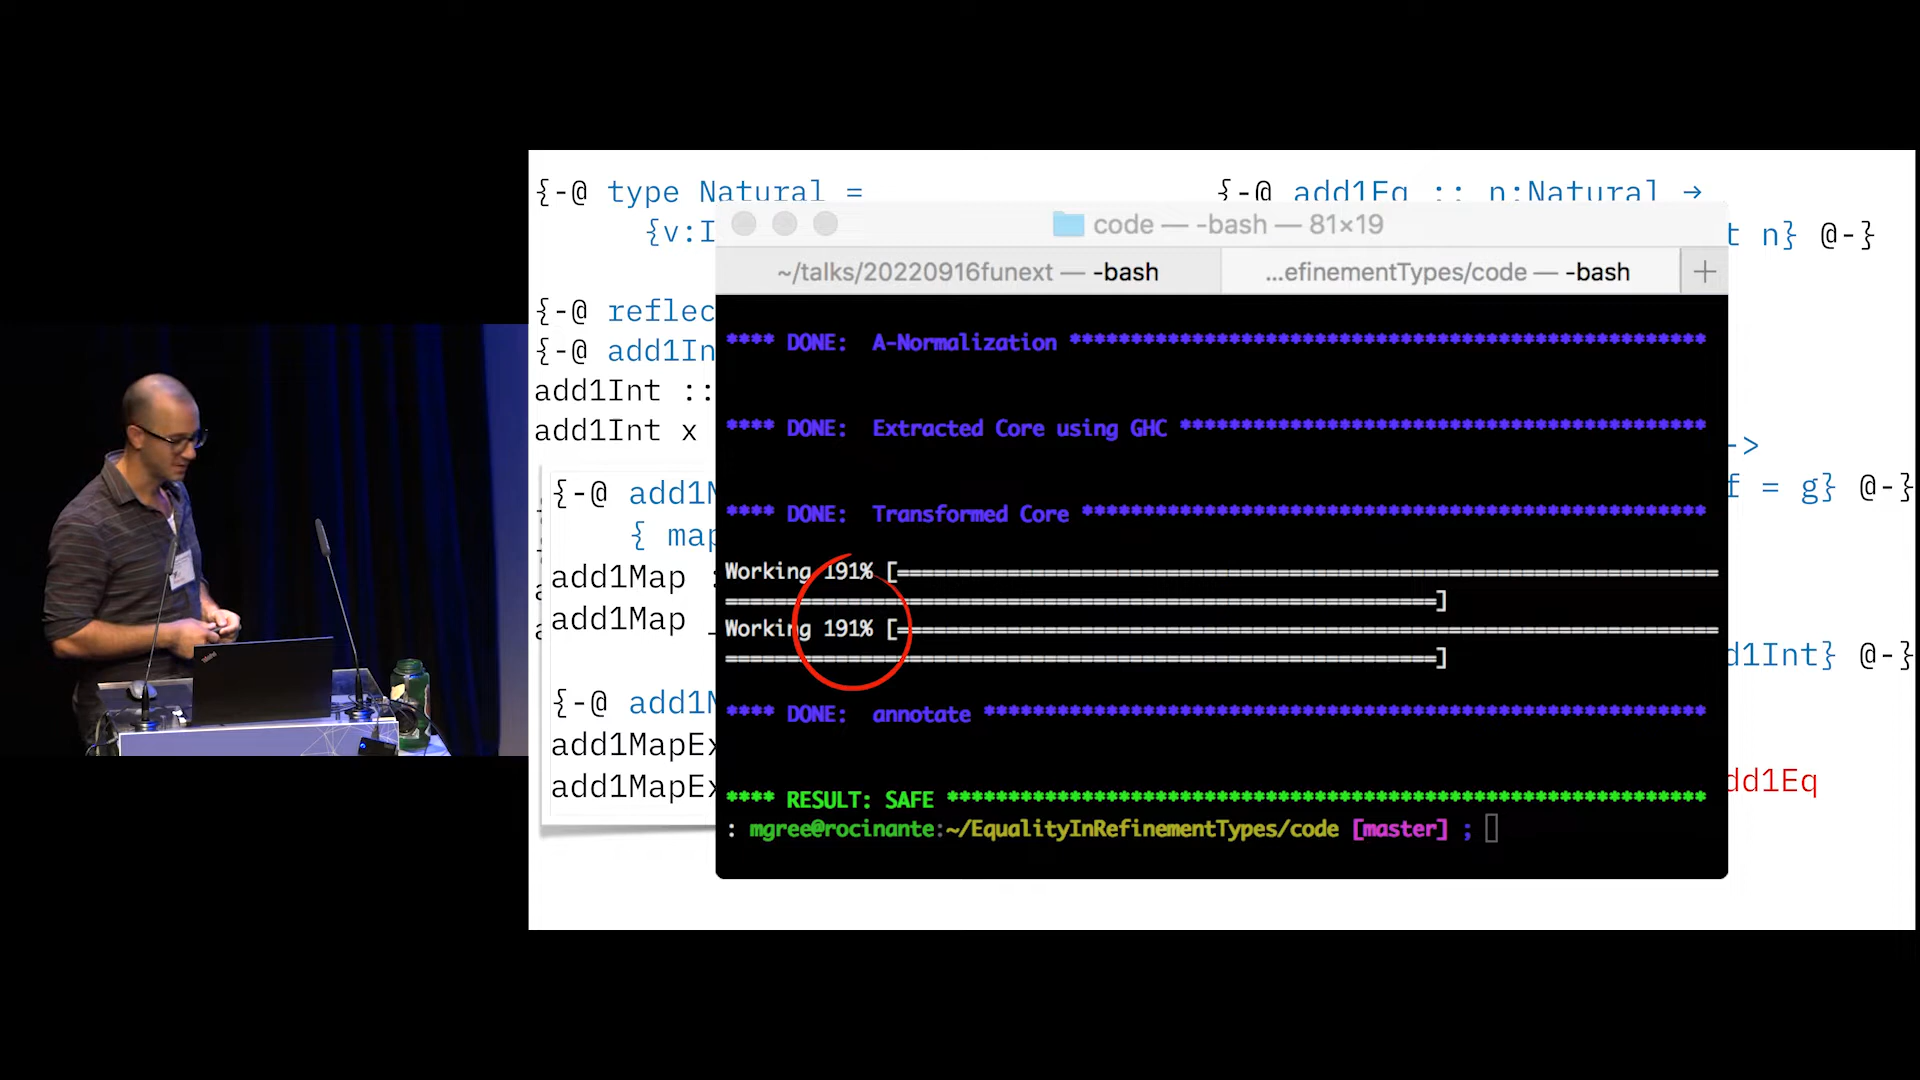 {-@ type Natural =
{v:I
{-@ reflec
{-@ add1In
add1Int ::
add1Int x
{-@ add1M
{ map
add1Map :
add1Map _
{-@ add1M
add1MapEx
add1MapEx
{-@ add1Eq :: n:Natural →
t n} @-}
->
f = g} @-}
d1Int} @-}
dd1Eq
code — -bash — 81×19
~/talks/20220916funext — -bash
...efinementTypes/code — -bash
+
**** DONE:  A-Normalization ****************************************************
**** DONE:  Extracted Core using GHC *******************************************
**** DONE:  Transformed Core ***************************************************
Working 191% [===================================================================
==========================================================]
Working 191% [===================================================================
==========================================================]
**** DONE:  annotate ***********************************************************
**** RESULT: SAFE **************************************************************
: mgree@rocinante:~/EqualityInRefinementTypes/code [master] ;